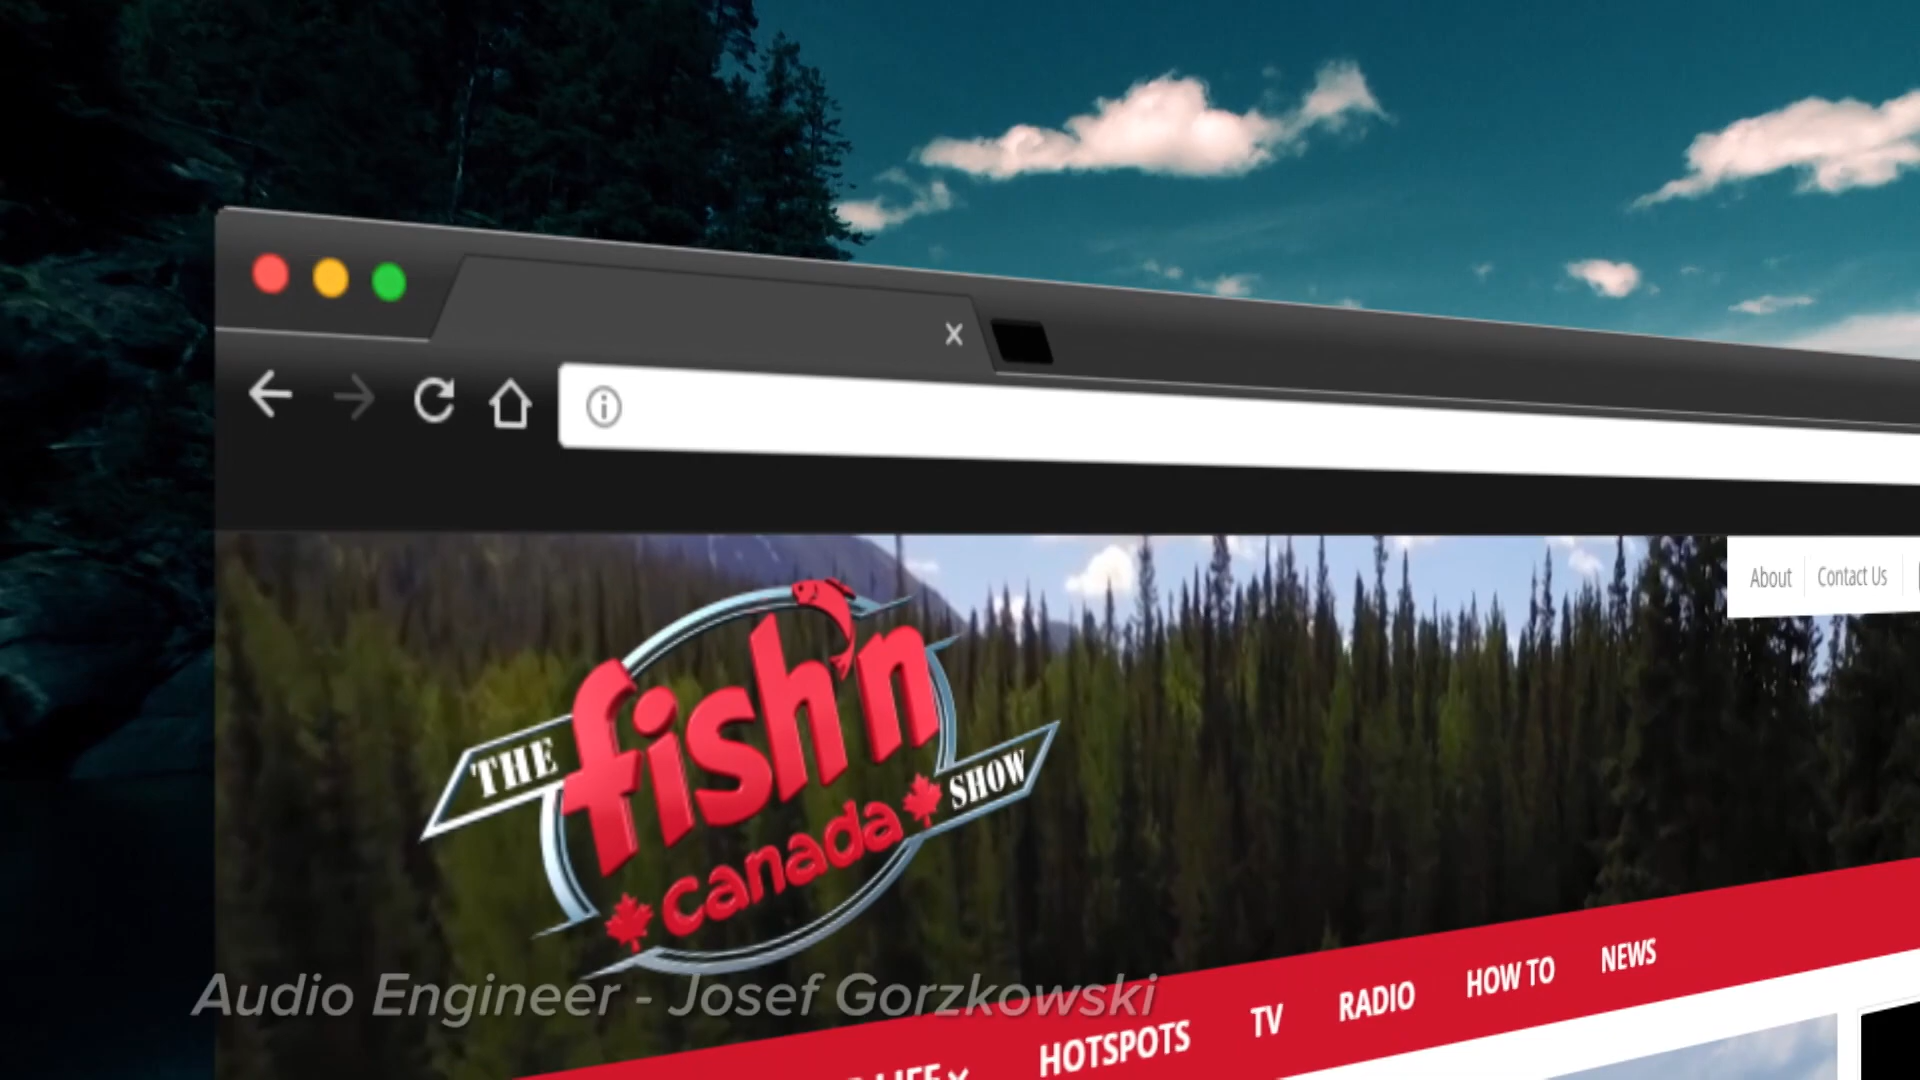 About
Contact Us
THE
fish'n
SHOW
canada
Audio Engineer - Josef Gorzkowski
HOTSPOTS
TV
RADIO
HOW TO
NEWS